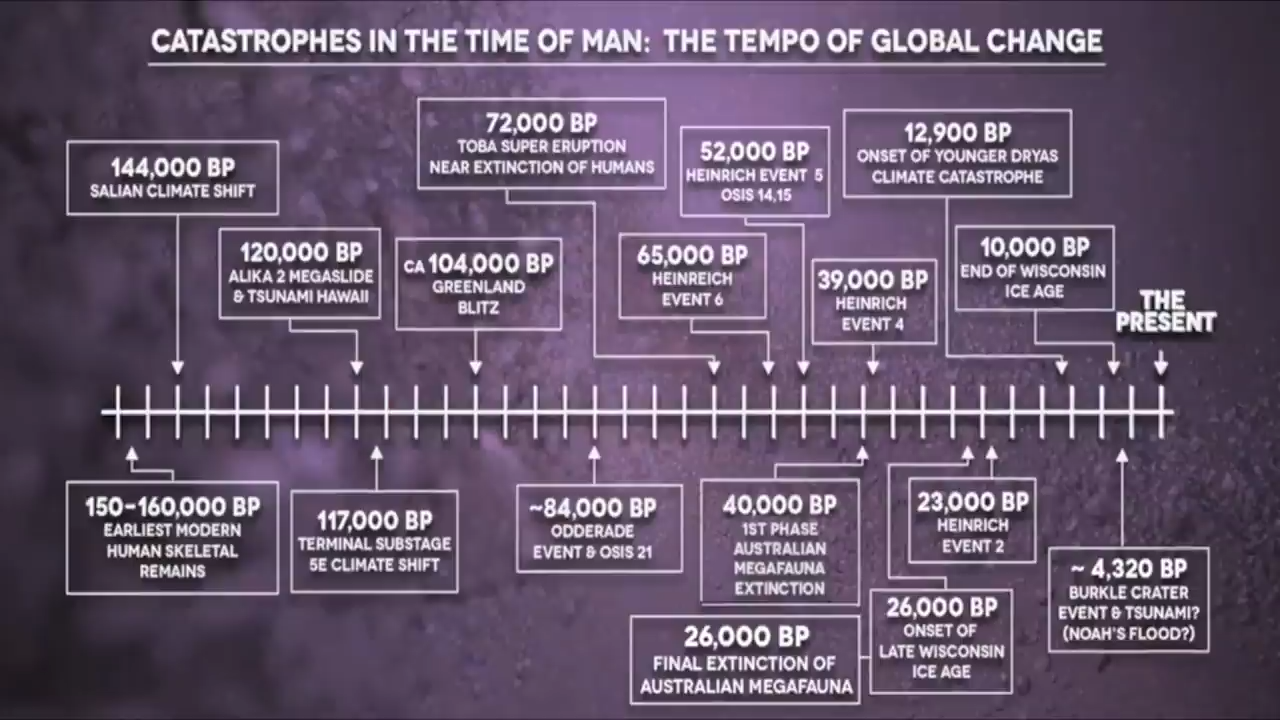 CATASTROPHES IN THE TIME OF MAN: THE TEMPO OF GLOBAL CHANGE
144,000 BP
SALIAN CLIMATE SHIFT
120,000 BP
ALIKA 2 MEGASLIDE
& TSUNAMI HAWAII
CA 104,000 BP
GREENLAND
BLITZ
72,000 BP
TOBA SUPER ERUPTION
NEAR EXTINCTION OF HUMANS
65,000 BP
HEINREICH
EVENT 6
52,000 BP
HEINRICH EVENT 5
OSIS 14,15
39,000 BP
HEINRICH
EVENT 4
12,900 BP
ONSET OF YOUNGER DRYAS
CLIMATE CATASTROPHE
10,000 BP
END OF WISCONSIN
ICE AGE
THE
PRESENT
150-160,000 BP
EARLIEST MODERN
HUMAN SKELETAL
REMAINS
117,000 BP
TERMINAL SUBSTAGE
5E CLIMATE SHIFT
~84,000 BP
ODDERADE
EVENT & OSIS 21
40,000 BP
1ST PHASE
AUSTRALIAN
MEGAFAUNA
EXTINCTION
26,000 BP
FINAL EXTINCTION OF
AUSTRALIAN MEGAFAUNA
26,000 BP
ONSET OF
LATE WISCONSIN
ICE AGE
23,000 BP
HEINRICH
EVENT 2
~ 4,320 BP
BURKLE CRATER
EVENT & TSUNAMI?
(NOAH'S FLOOD?)